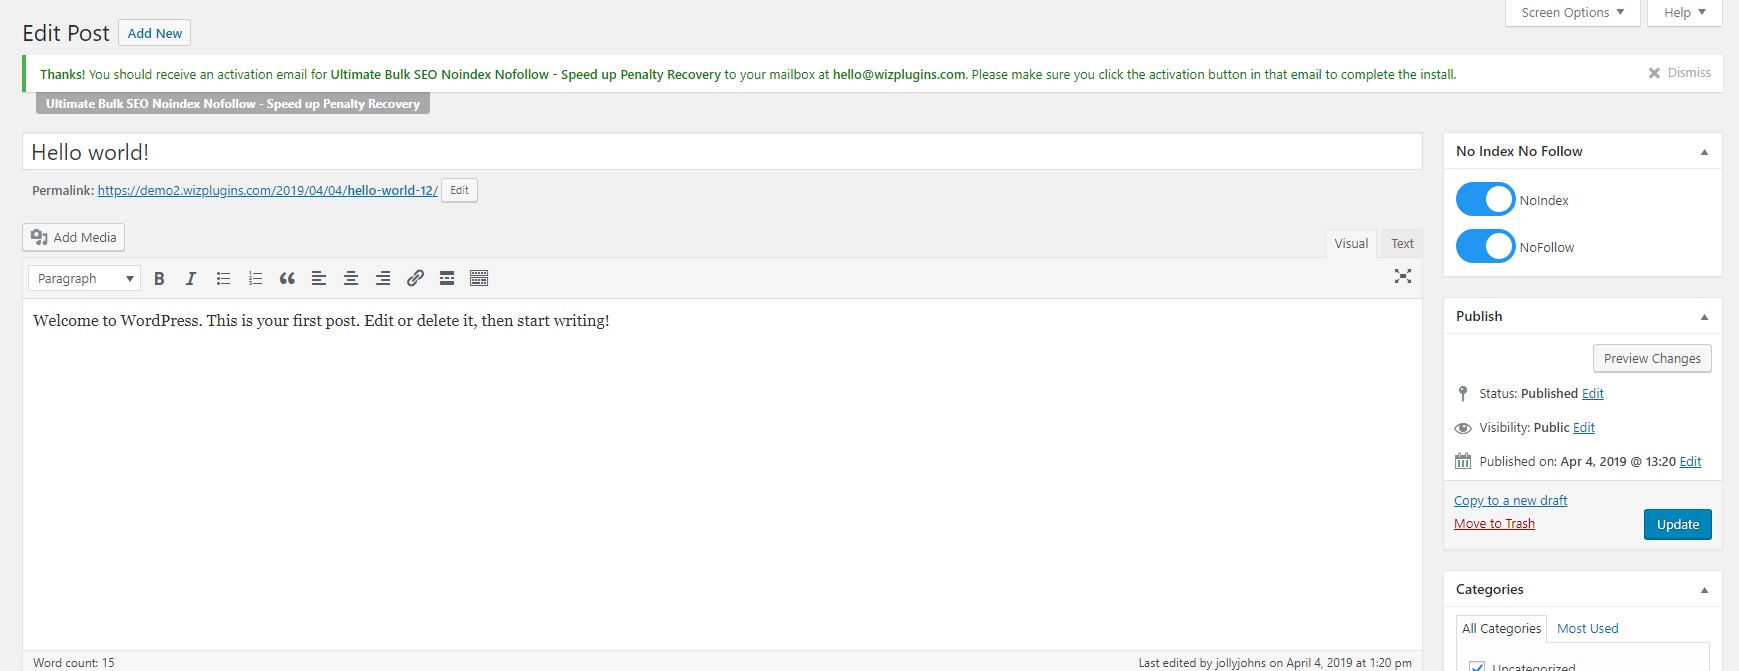 Screen Options
Help
Edit Post Add New
Thanks! You should receive an activation email for Ultimate Bulk SEO Noindex Nofollow - Speed up Penalty Recovery to your mailbox at hello@wizplugins.com. Please make sure you click the activation button in that email to complete the install.
Dismiss
Ultimate Bulk SEO Noindex Nofollow - Speed up Penalty Recovery
Hello world!
Permalink: https://demo2.wizplugins.com/2019/04/04/hello-world-12/ Edit
Add Media
Visual Text
Paragraph B I
Welcome to WordPress. This is your first post. Edit or delete it, then start writing!
Word count: 15
Last edited by jollyjohns on April 4, 2019 at 1:20 pm
No Index No Follow
NoIndex
NoFollow
Publish
Preview Changes
Status: Published Edit
Visibility: Public Edit
Published on: Apr 4, 2019 @ 13:20 Edit
Copy to a new draft
Move to Trash
Update
Categories
All Categories Most Used
Uncategorized